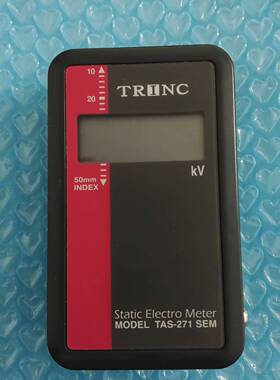 10
20
TRINC
50mm
INDEX
kV
Static Electro Meter
MODEL TAS-271 SEM